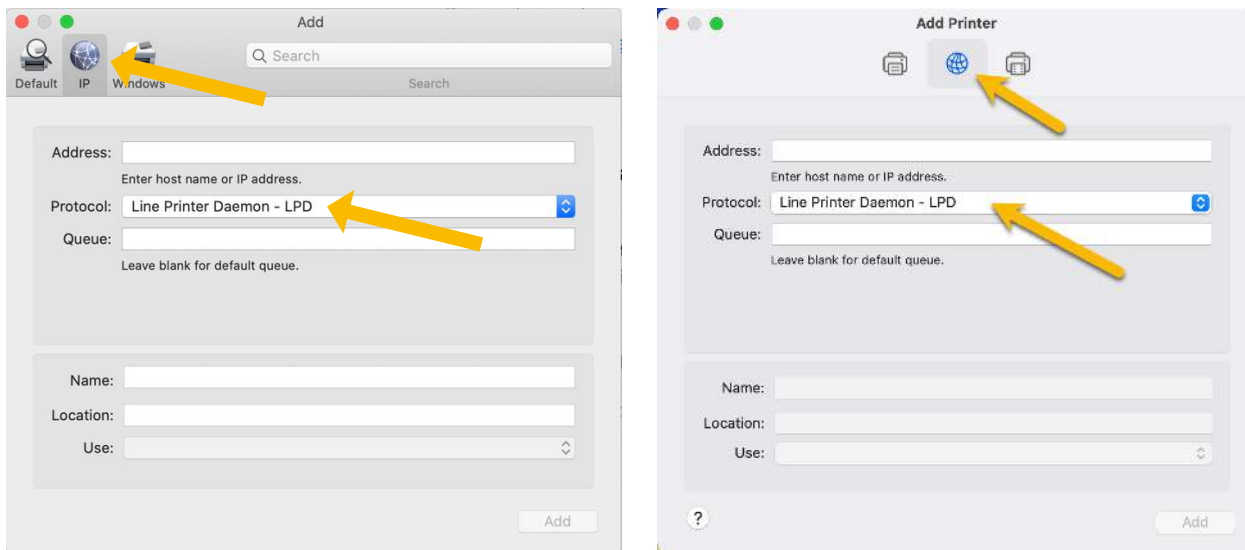 Add
Search
Default IP Windows Search
Address:
Enter host name or IP address.
Protocol: Line Printer Daemon - LPD
Queue:
Leave blank for default queue.
Name:
Location:
Use:
Add
Add Printer
Address:
Enter host name or IP address.
Protocol: Line Printer Daemon - LPD
Queue:
Leave blank for default queue.
Name:
Location:
Use:
? Add